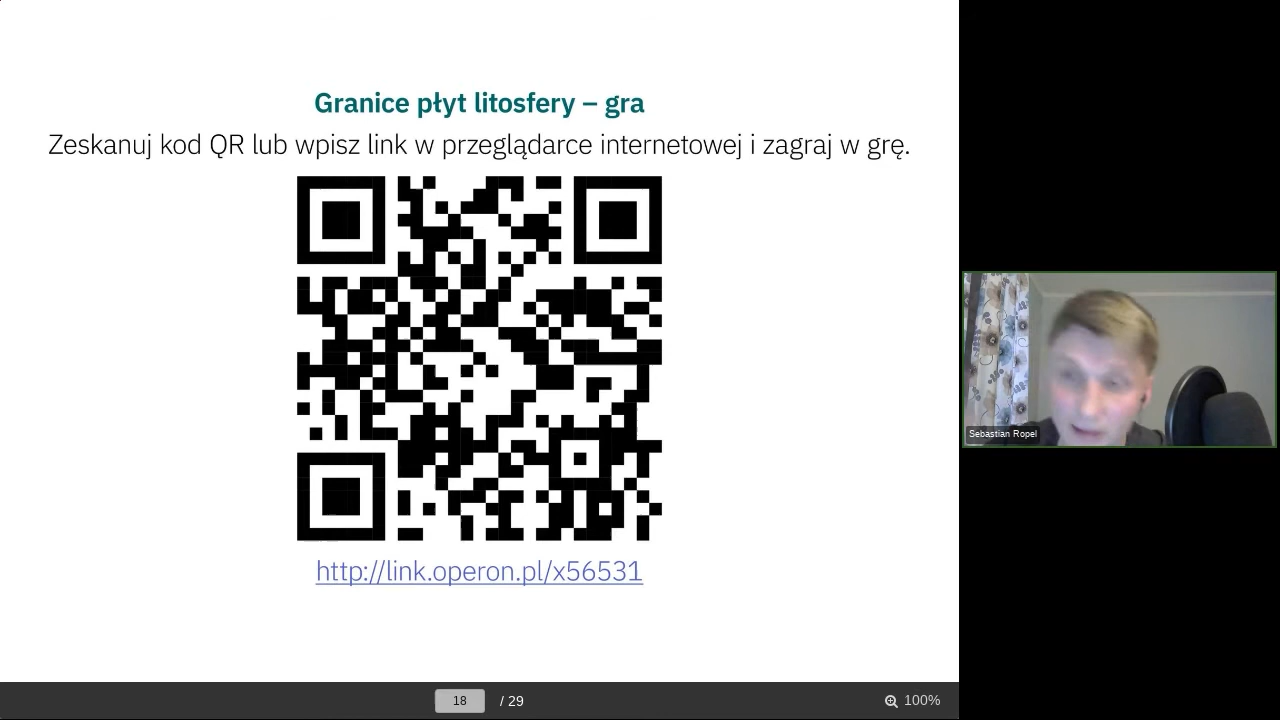 Granice płyt litosfery – gra
Zeskanuj kod QR lub wpisz link w przeglądarce internetowej i zagraj w grę.
http://link.operon.pl/x56531
Sebastian Ropel
18 / 29
100%